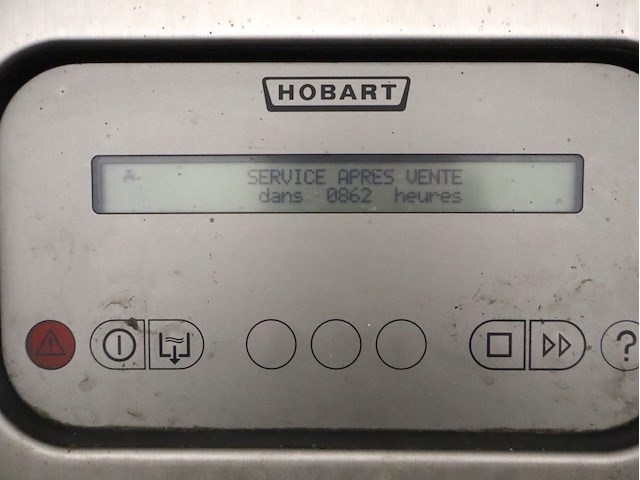 HOBART
SERVICE APRES VENTE
dans 0862 heures
?